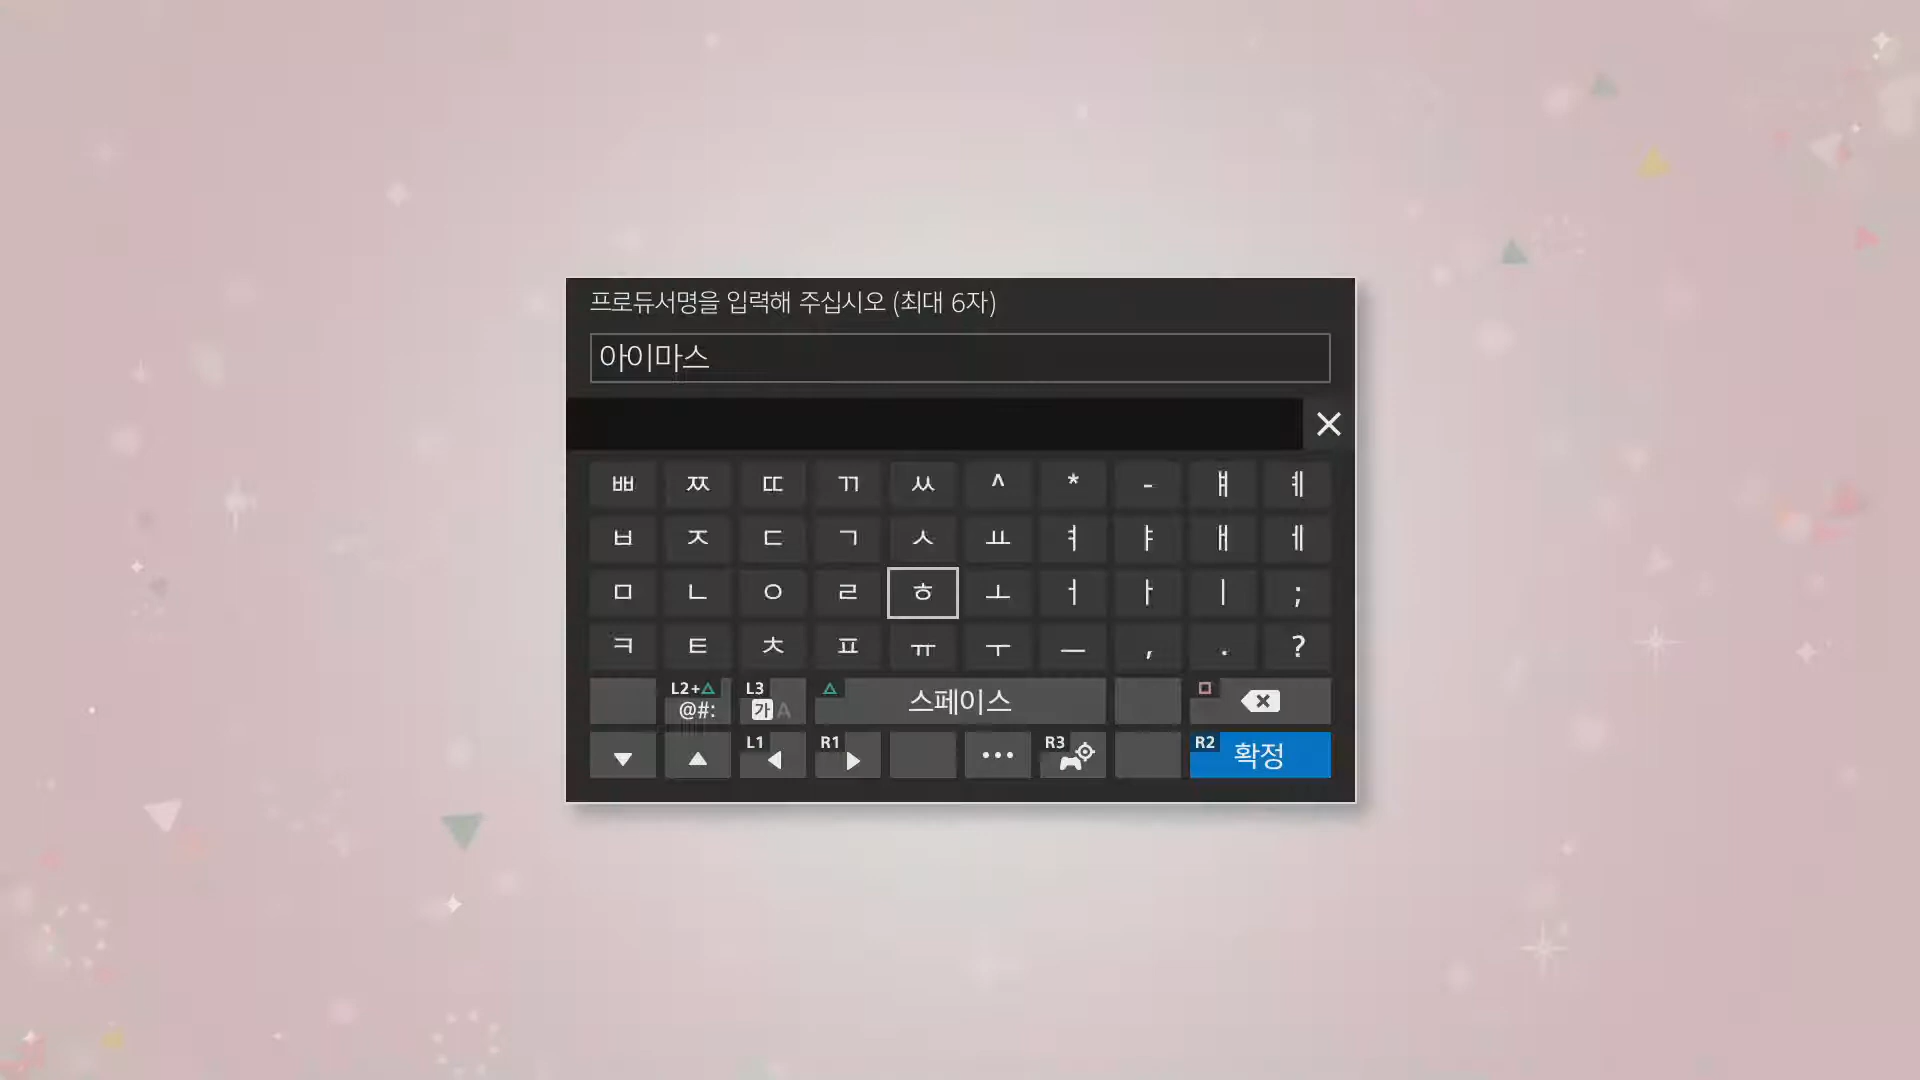 프로듀서명을 입력해 주십시오 (최대 6자)
아이마스
ㅃ ㅉ ㄸ ㄲ ㅆ ^ * - ㅒ ㅖ
ㅂ ㅈ ㄷ ㄱ ㅅ ㅛ ㅕ ㅑ ㅐ ㅔ
ㅁ ㄴ ㅇ ㄹ ㅎ ㅗ ㅓ ㅏ ㅣ ;
ㅋ ㅌ ㅊ ㅍ ㅠ ㅜ ㅡ , . ?
L2+△ @#: L3 가 A △ 스페이스 □
▼ ▲ L1 ◀ R1 ▶ ••• R3 R2 확정